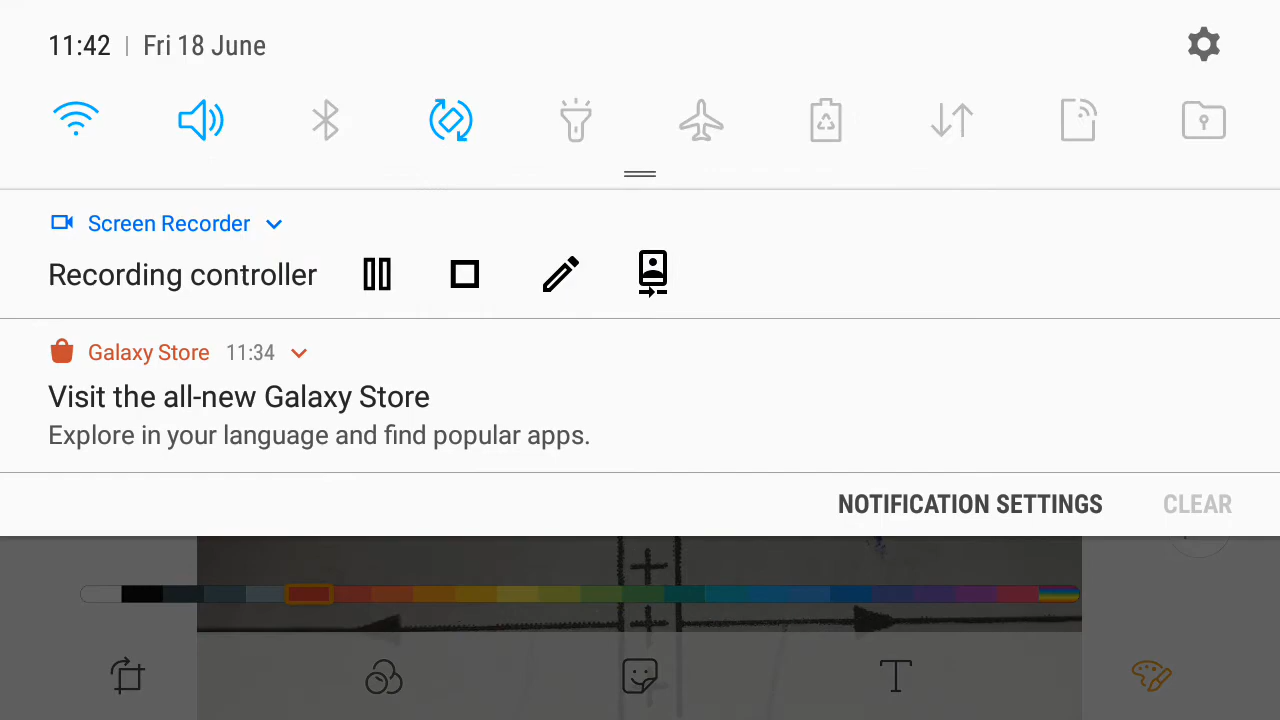 11:42 | Fri 18 June
Screen Recorder
Recording controller
Galaxy Store 11:34
Visit the all-new Galaxy Store
Explore in your language and find popular apps.
NOTIFICATION SETTINGS CLEAR
T